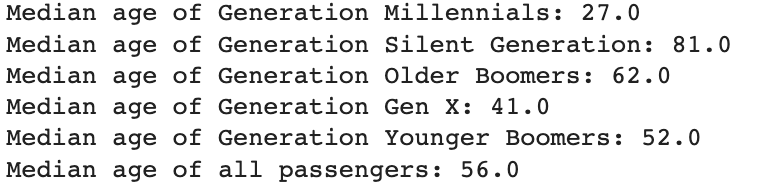 Median age of Generation Millennials: 27.0
Median age of Generation Silent Generation: 81.0
Median age of Generation Older Boomers: 62.0
Median age of Generation Gen X: 41.0
Median age of Generation Younger Boomers: 52.0
Median age of all passengers: 56.0